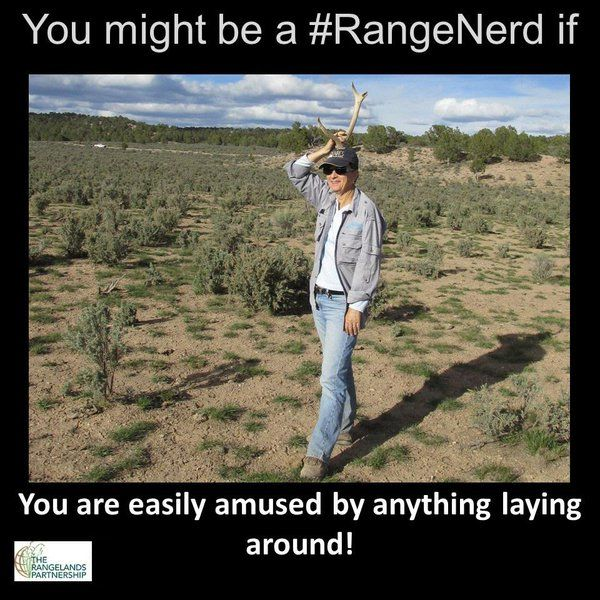 You might be a #RangeNerd if
You are easily amused by anything laying
around!
THE
RANGELANDS
PARTNERSHIP